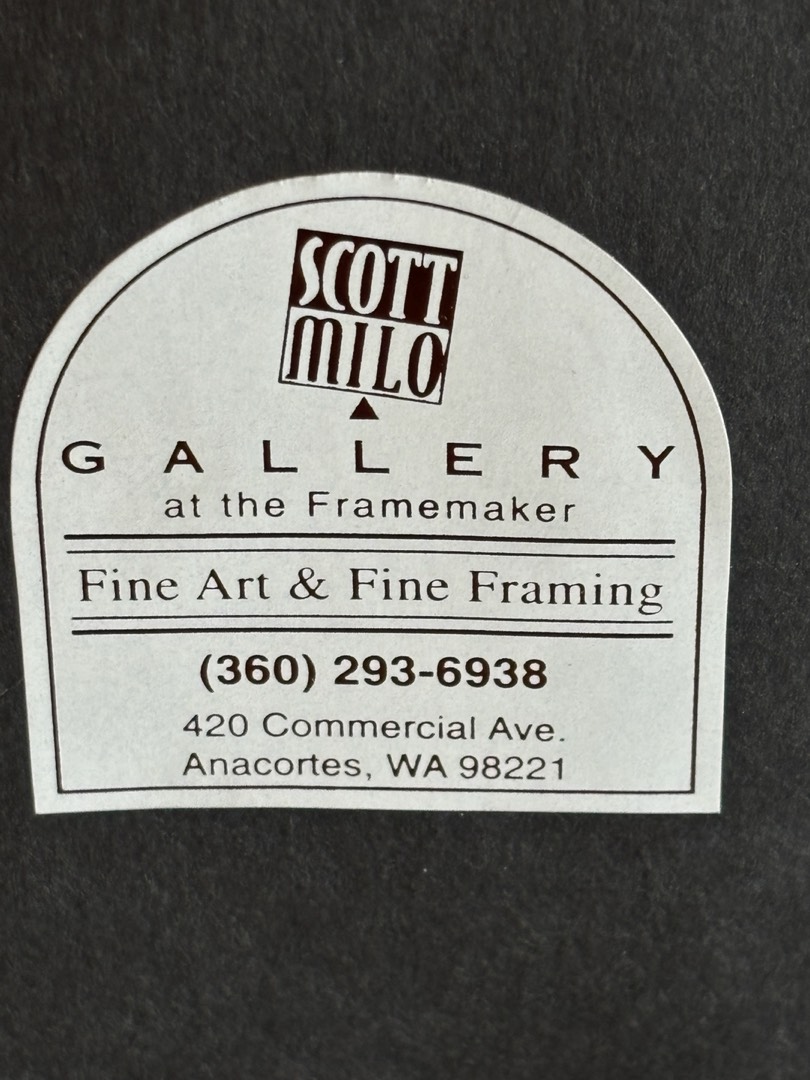 SCOTT
MILO
GALLERY
at the Framemaker
Fine Art & Fine Framing
(360) 293-6938
420 Commercial Ave.
Anacortes, WA 98221